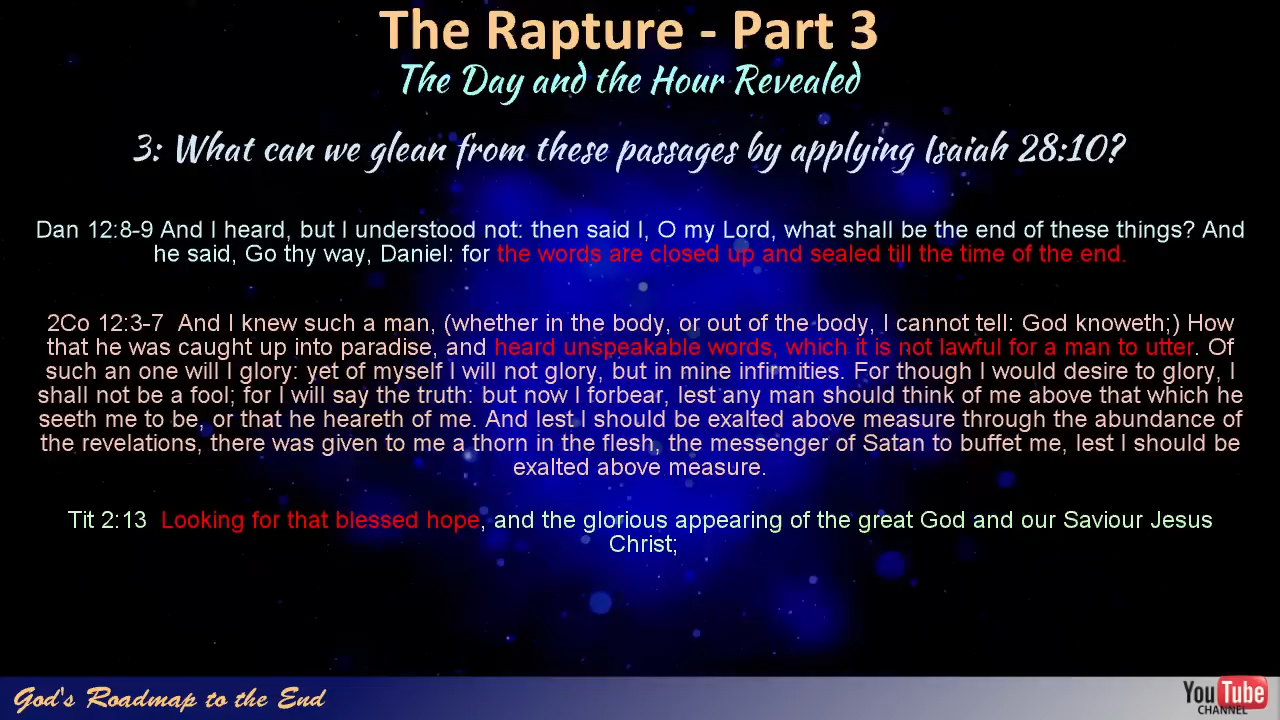 The Rapture - Part 3
The Day and the Hour Revealed
3: What can we glean from these passages by applying Isaiah 28:10?
Dan 12:8-9 And I heard, but I understood not: then said I, O my Lord, what shall be the end of these things? And
he said, Go thy way, Daniel: for the words are closed up and sealed till the time of the end.
2Co 12:3-7  And I knew such a man, (whether in the body, or out of the body, I cannot tell: God knoweth;) How
that he was caught up into paradise, and heard unspeakable words, which it is not lawful for a man to utter. Of
such an one will I glory: yet of myself I will not glory, but in mine infirmities. For though I would desire to glory, I
shall not be a fool; for I will say the truth: but now I forbear, lest any man should think of me above that which he
seeth me to be, or that he heareth of me. And lest I should be exalted above measure through the abundance of
the revelations, there was given to me a thorn in the flesh, the messenger of Satan to buffet me, lest I should be
exalted above measure.
Tit 2:13  Looking for that blessed hope, and the glorious appearing of the great God and our Saviour Jesus
Christ;
God's Roadmap to the End
YouTube
CHANNEL